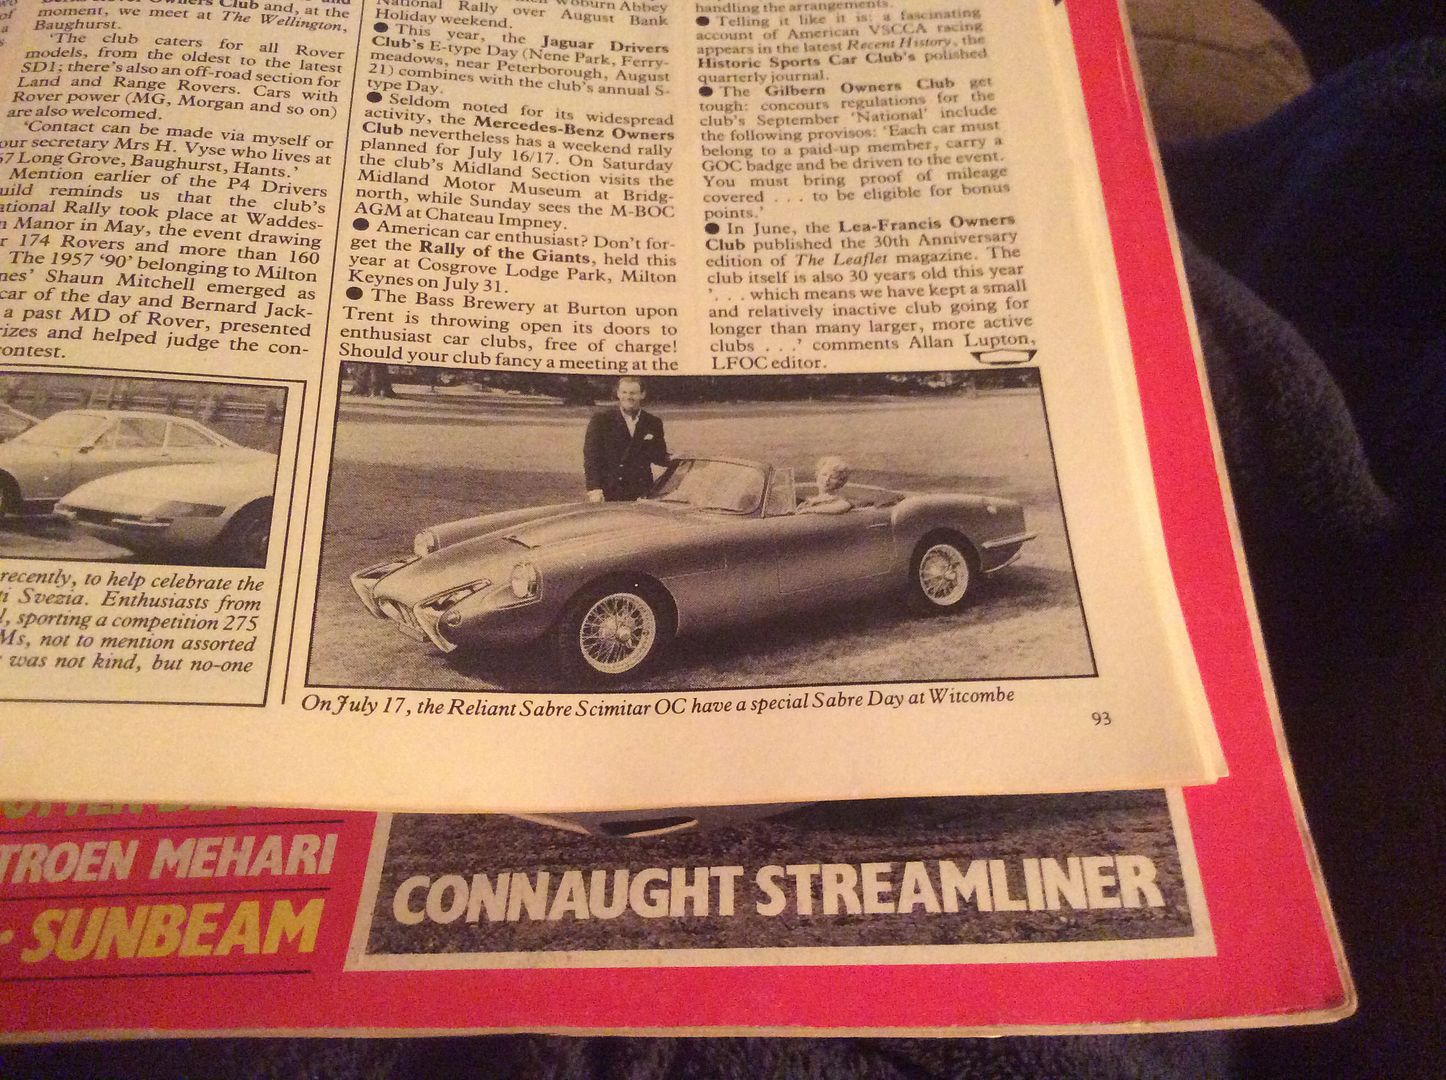 Owners Club and, at the
moment, we meet at The Wellington,
Baughurst.
'The club caters for all Rover
models, from the oldest to the latest
SD1; there's also an off-road section for
Land and Range Rovers. Cars with
Rover power (MG, Morgan and so on)
are also welcomed.
'Contact can be made via myself or
our secretary Mrs H. Vyse who lives at
67 Long Grove, Baughurst, Hants.'
Mention earlier of the P4 Drivers
uild reminds us that the club's
ational Rally took place at Waddes-
n Manor in May, the event drawing
r 174 Rovers and more than 160
The 1957 '90' belonging to Milton
nes' Shaun Mitchell emerged as
car of the day and Bernard Jack-
a past MD of Rover, presented
rizes and helped judge the con-
contest.
recently, to help celebrate the
ti Svezia. Enthusiasts from
l, sporting a competition 275
Ms, not to mention assorted
was not kind, but no-one
Woburn Abbey
National Rally over August Bank
Holiday weekend.
● This year, the Jaguar Drivers
Club's E-type Day (Nene Park, Ferry-
meadows, near Peterborough, August
21) combines with the club's annual S-
type Day.
● Seldom noted for its widespread
activity, the Mercedes-Benz Owners
Club nevertheless has a weekend rally
planned for July 16/17. On Saturday
the club's Midland Section visits the
Midland Motor Museum at Bridg-
north, while Sunday sees the M-BOC
AGM at Chateau Impney.
● American car enthusiast? Don't for-
get the Rally of the Giants, held this
year at Cosgrove Lodge Park, Milton
Keynes on July 31.
● The Bass Brewery at Burton upon
Trent is throwing open its doors to
enthusiast car clubs, free of charge!
Should your club fancy a meeting at the
handling the arrangements.
● Telling it like it is: a fascinating
account of American VSCCA racing
appears in the latest Recent History, the
Historic Sports Car Club's polished
quarterly journal.
● The Gilbern Owners Club get
tough: concours regulations for the
club's September 'National' include
the following provisos: 'Each car must
belong to a paid-up member, carry a
GOC badge and be driven to the event.
You must bring proof of mileage
covered . . . to be eligible for bonus
points.'
● In June, the Lea-Francis Owners
Club published the 30th Anniversary
edition of The Leaflet magazine. The
club itself is also 30 years old this year
'. . . which means we have kept a small
and relatively inactive club going for
longer than many larger, more active
clubs . . .' comments Allan Lupton,
LFOC editor.
On July 17, the Reliant Sabre Scimitar OC have a special Sabre Day at Witcombe
93
TROEN MEHARI
SUNBEAM
CONNAUGHT STREAMLINER